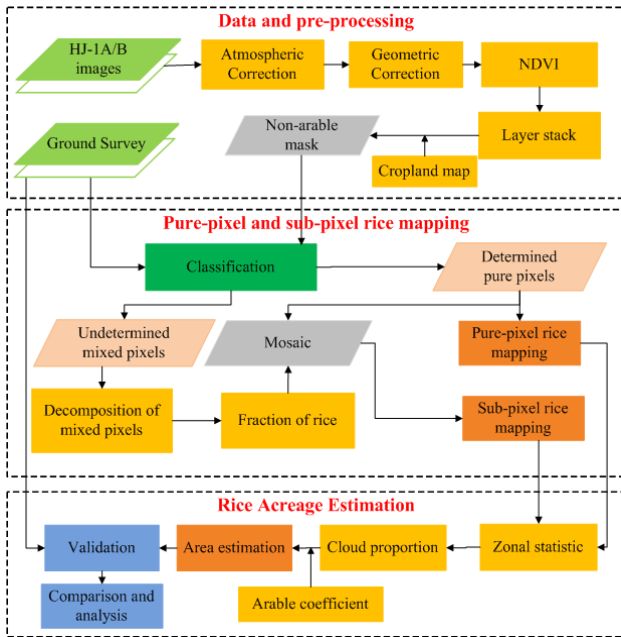 Data and pre-processing
HJ-1A/B
images
Atmospheric
Correction
Geometric
Correction
NDVI
Ground Survey
Non-arable
mask
Layer stack
Cropland map
Pure-pixel and sub-pixel rice mapping
Classification
Determined
pure pixels
Undetermined
mixed pixels
Mosaic
Pure-pixel rice
mapping
Decomposition of
mixed pixels
Fraction of rice
Sub-pixel rice
mapping
Rice Acreage Estimation
Validation
Area estimation
Cloud proportion
Zonal statistic
Comparison and
analysis
Arable coefficient